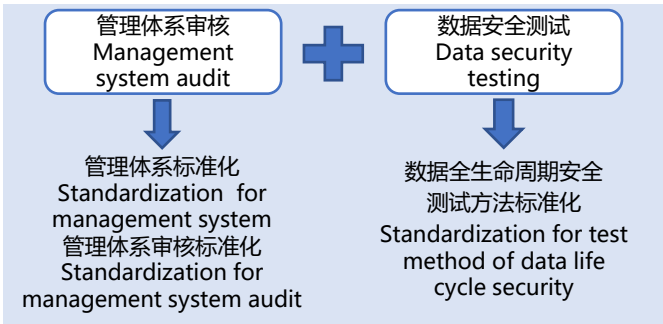 管理体系审核
Management
system audit
数据安全测试
Data security
testing
管理体系标准化
Standardization for
management system
管理体系审核标准化
Standardization for
management system audit
数据全生命周期安全
测试方法标准化
Standardization for test
method of data life
cycle security